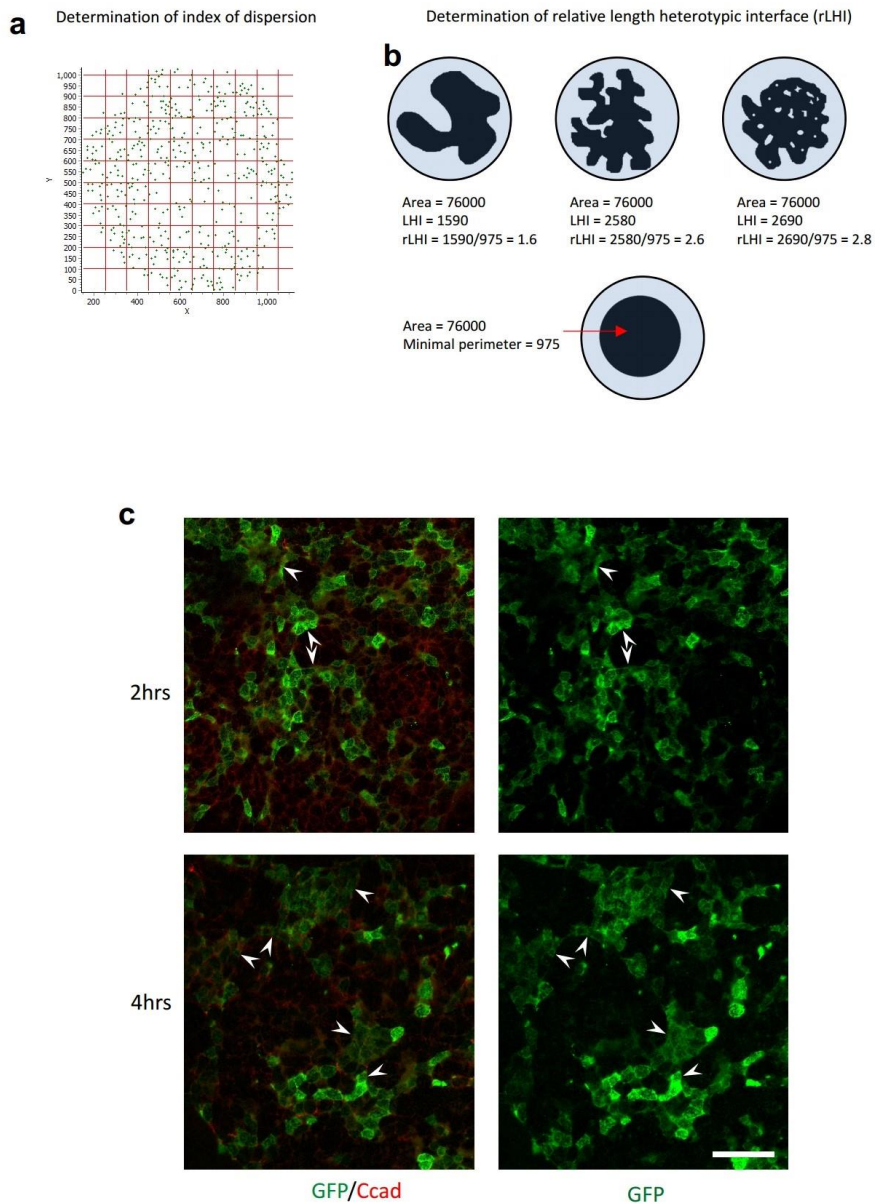 a
Determination of index of dispersion
1,000
950
900
850
800
750
700
650
600
550
500
450
400
350
300
250
200
150
100
50
0
Y
200 400 600 800 1,000
X
Determination of relative length heterotypic interface (rLHI)
b
Area = 76000
LHI = 1590
rLHI = 1590/975 = 1.6
Area = 76000
LHI = 2580
rLHI = 2580/975 = 2.6
Area = 76000
LHI = 2690
rLHI = 2690/975 = 2.8
Area = 76000
Minimal perimeter = 975
c
2hrs
4hrs
GFP/Ccad
GFP